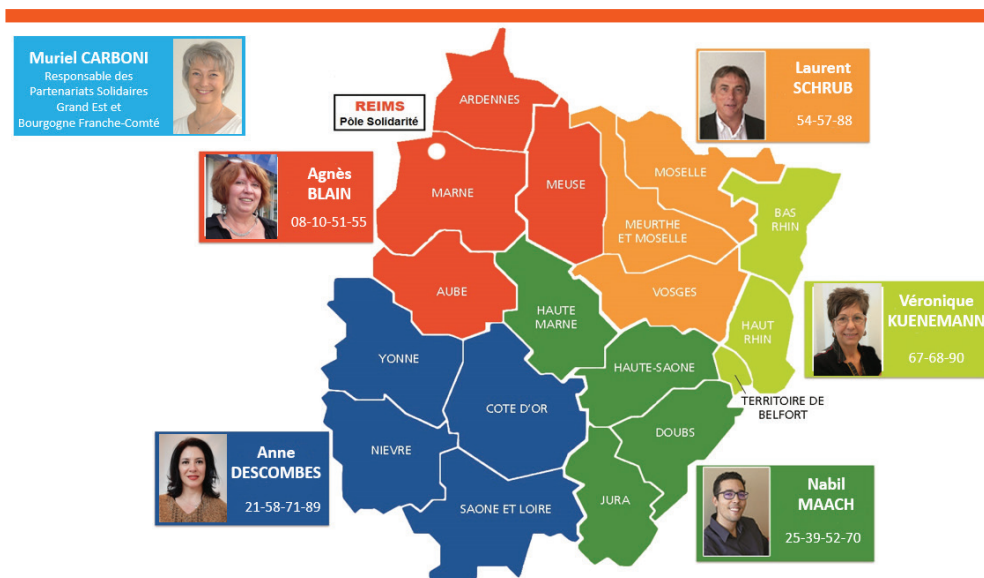 Muriel CARBONI
Responsable des
Partenariats Solidaires
Grand Est et
Bourgogne Franche-Comté
REIMS
Pôle Solidarité
Laurent
SCHRUB
54-57-88
Agnès
BLAIN
08-10-51-55
ARDENNES
MARNE
MEUSE
MOSELLE
MEURTHE
ET MOSELLE
BAS
RHIN
AUBE
HAUTE
MARNE
VOSGES
HAUT
RHIN
Véronique
KUENEMANN
67-68-90
YONNE
HAUTE-SAONE
TERRITOIRE DE
BELFORT
COTE D'OR
DOUBS
NIEVRE
JURA
SAONE ET LOIRE
Anne
DESCOMBES
21-58-71-89
Nabil
MAACH
25-39-52-70